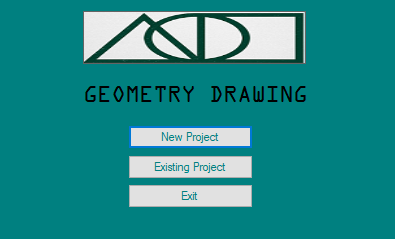 GEOMETRY DRAWING
New Project
Existing Project
Exit